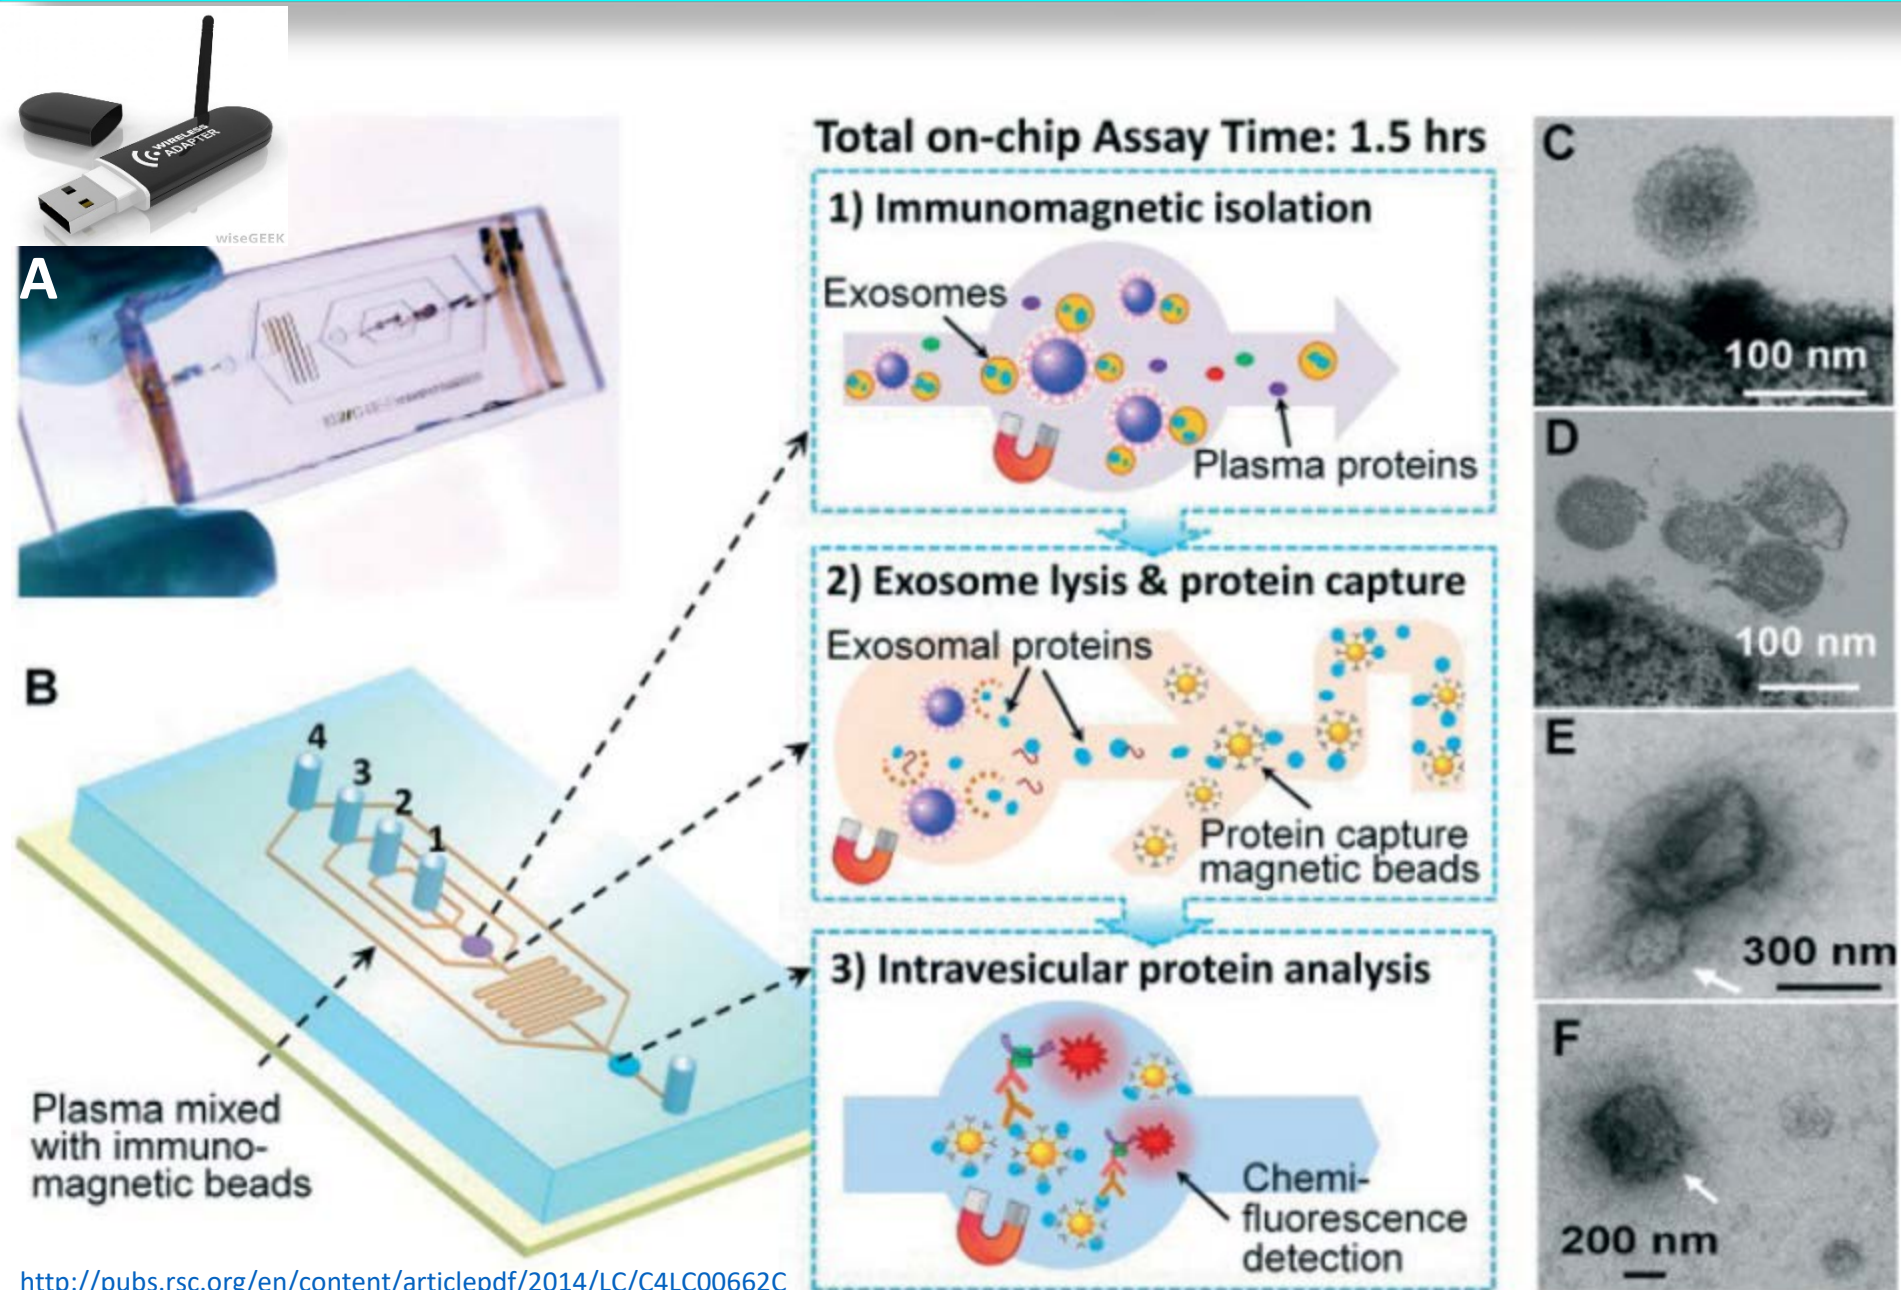 WIRELESS
ADAPTER
wiseGEEK
A
B
4
3
2
1
Plasma mixed
with immuno-
magnetic beads
http://pubs.rsc.org/en/content/articlepdf/2014/LC/C4LC00662C
Total on-chip Assay Time: 1.5 hrs
1) Immunomagnetic isolation
Exosomes
Plasma proteins
2) Exosome lysis & protein capture
Exosomal proteins
Protein capture
magnetic beads
3) Intravesicular protein analysis
Chemi-
fluorescence
detection
C
100 nm
D
100 nm
E
300 nm
F
200 nm